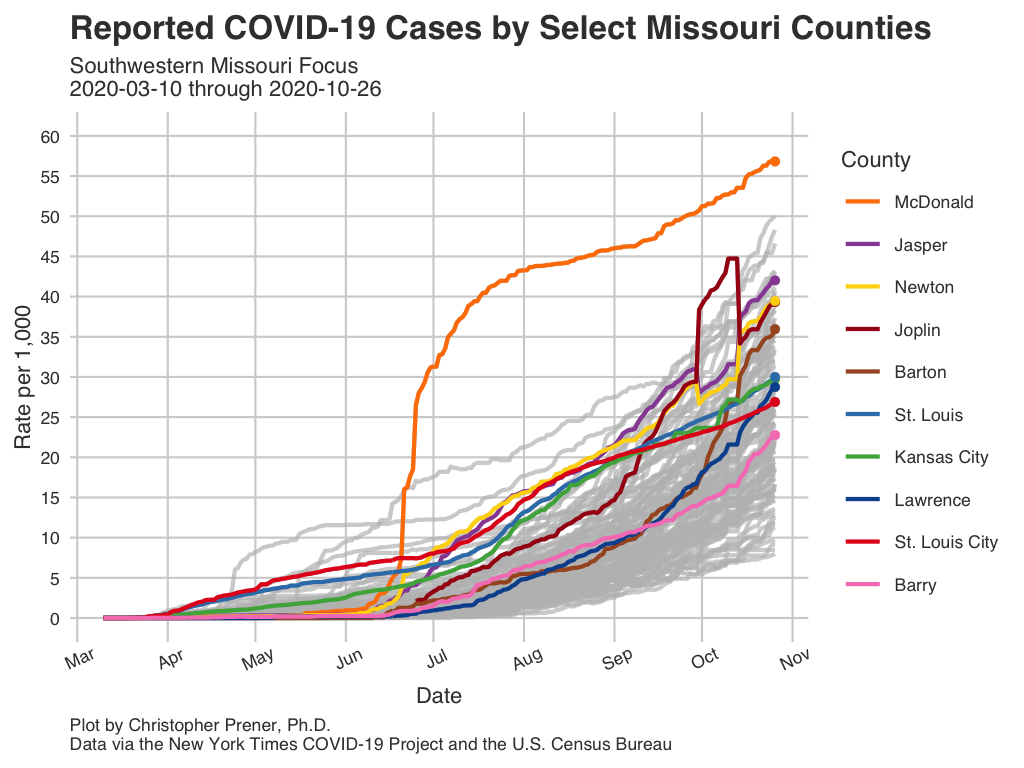 Reported COVID-19 Cases by Select Missouri Counties
Southwestern Missouri Focus
2020-03-10 through 2020-10-26
60
55
50
45
40
35
30
25
20
15
10
5
0
Rate per 1,000
Mar
Apr
May
Jun
Jul
Aug
Sep
Oct
Nov
Date
County
McDonald
Jasper
Newton
Joplin
Barton
St. Louis
Kansas City
Lawrence
St. Louis City
Barry
Plot by Christopher Prener, Ph.D.
Data via the New York Times COVID-19 Project and the U.S. Census Bureau